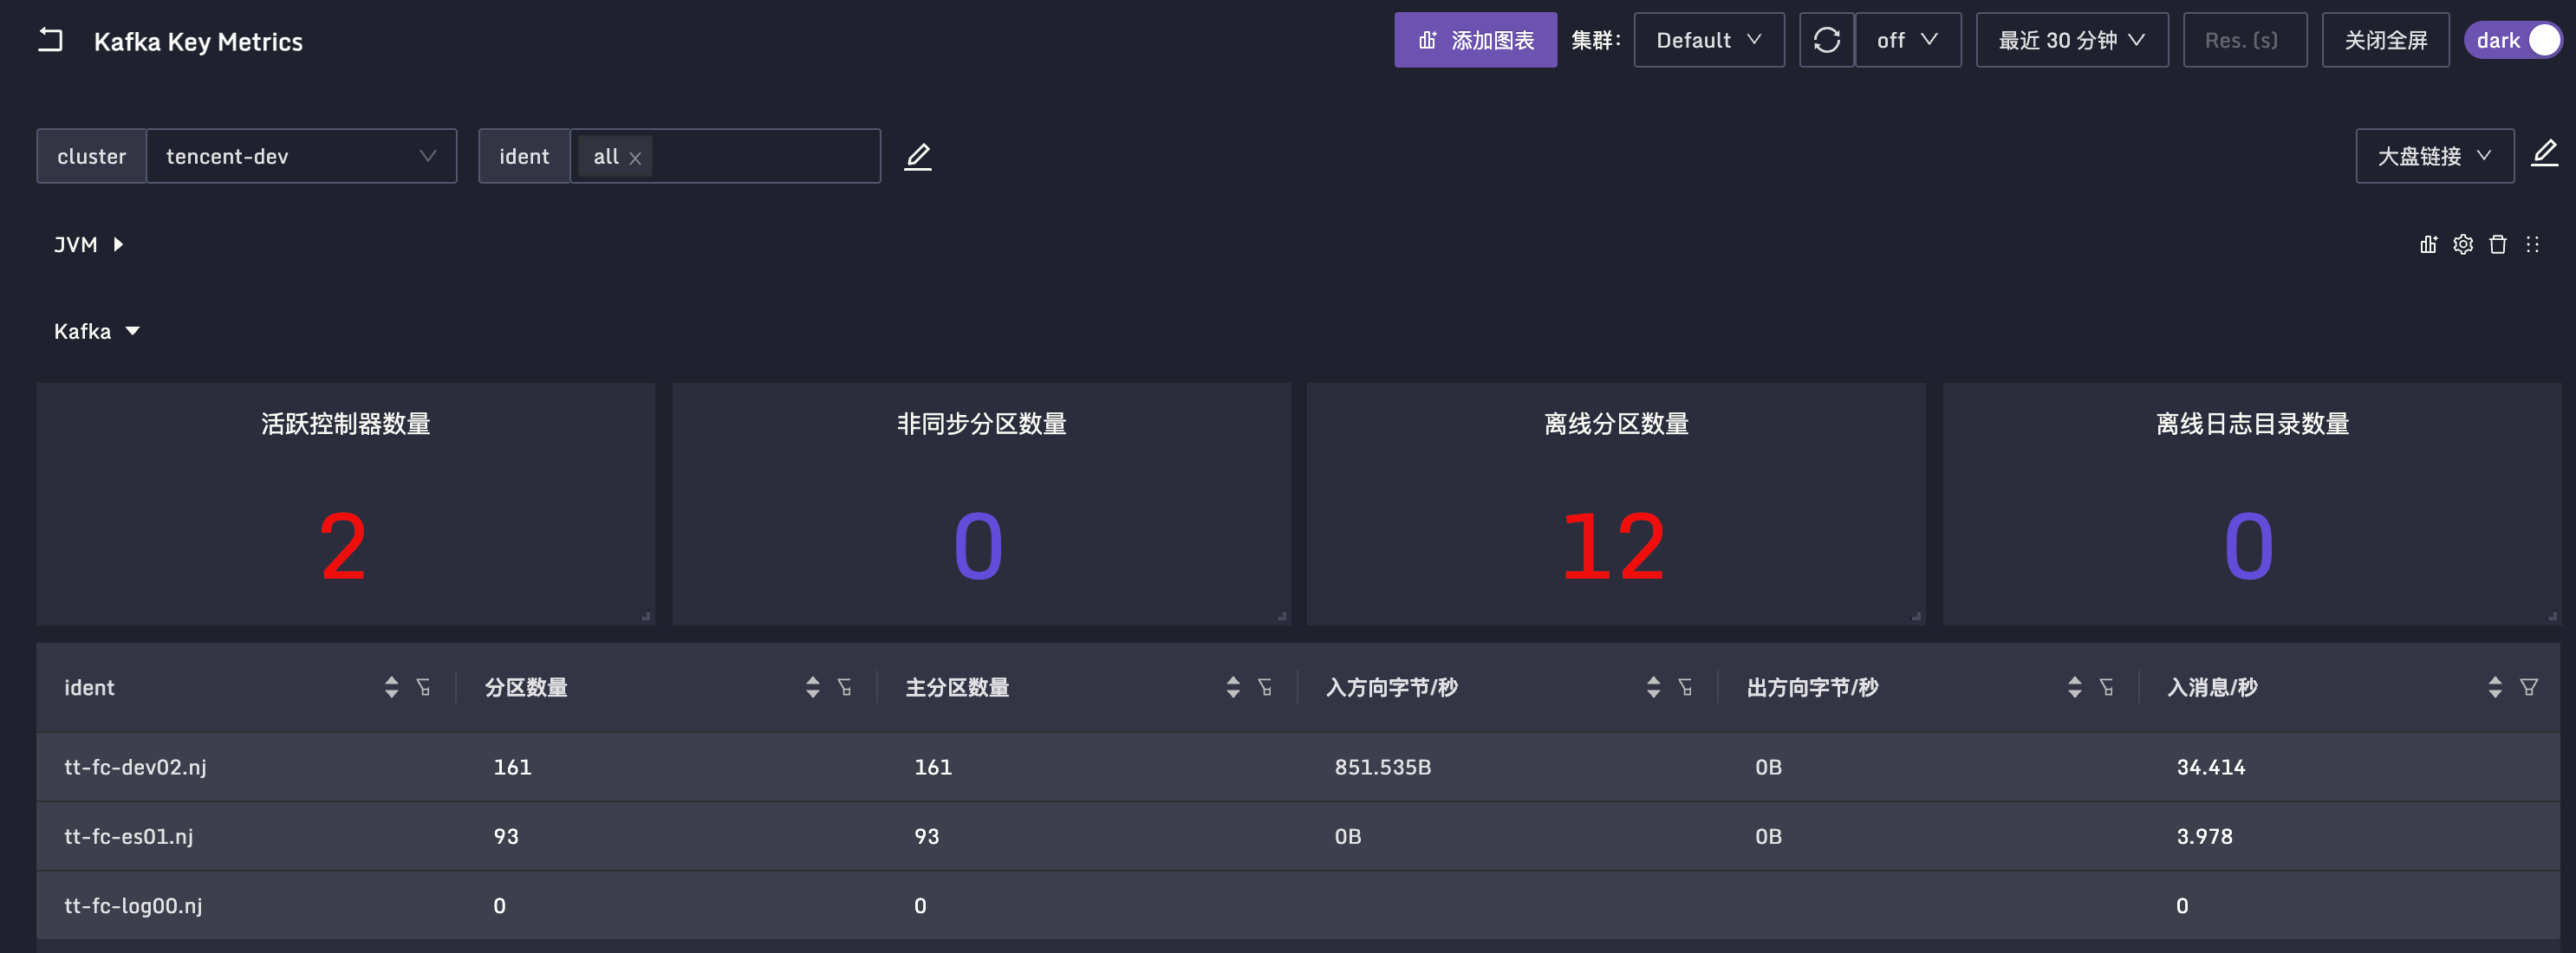 Kafka Key Metrics
添加图表 集群: Default off 最近 30 分钟 Res. (s) 关闭全屏 dark
cluster tencent-dev ident all 大盘链接
JVM
Kafka
活跃控制器数量 非同步分区数量 离线分区数量 离线日志目录数量
2 0 12 0
ident 分区数量 主分区数量 入方向字节/秒 出方向字节/秒 入消息/秒
tt-fc-dev02.nj 161 161 851.535B 0B 34.414
tt-fc-es01.nj 93 93 0B 0B 3.978
tt-fc-log00.nj 0 0 0